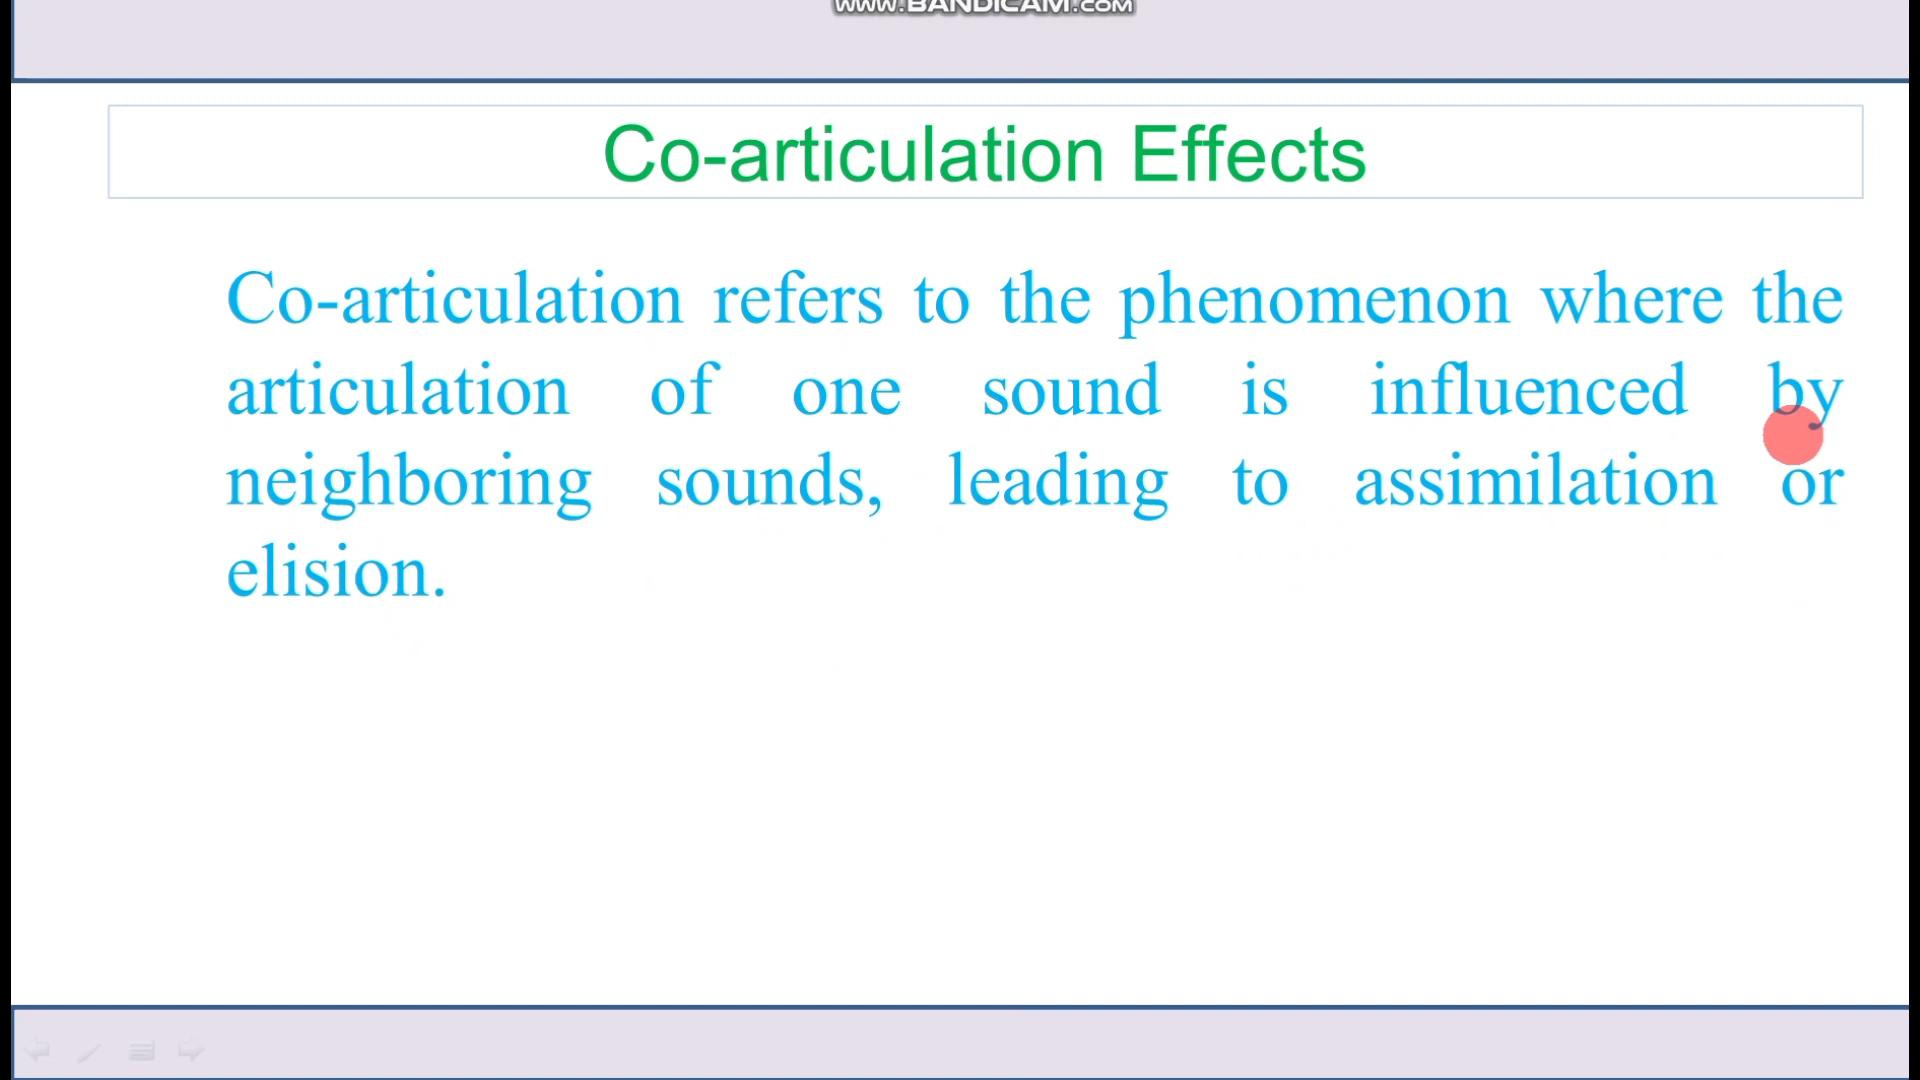 www.BANDICAM.com
Co-articulation Effects
Co-articulation refers to the phenomenon where the
articulation of one sound is influenced by
neighboring sounds, leading to assimilation or
elision.